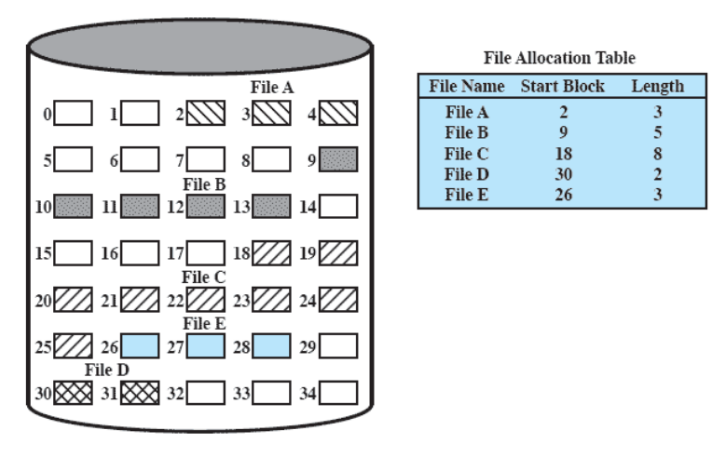 File Allocation Table
File Name Start Block Length
File A 2 3
File B 9 5
File C 18 8
File D 30 2
File E 26 3
File A
0 1 2 3 4
5 6 7 8 9
File B
10 11 12 13 14
15 16 17 18 19
File C
20 21 22 23 24
File E
25 26 27 28 29
File D
30 31 32 33 34